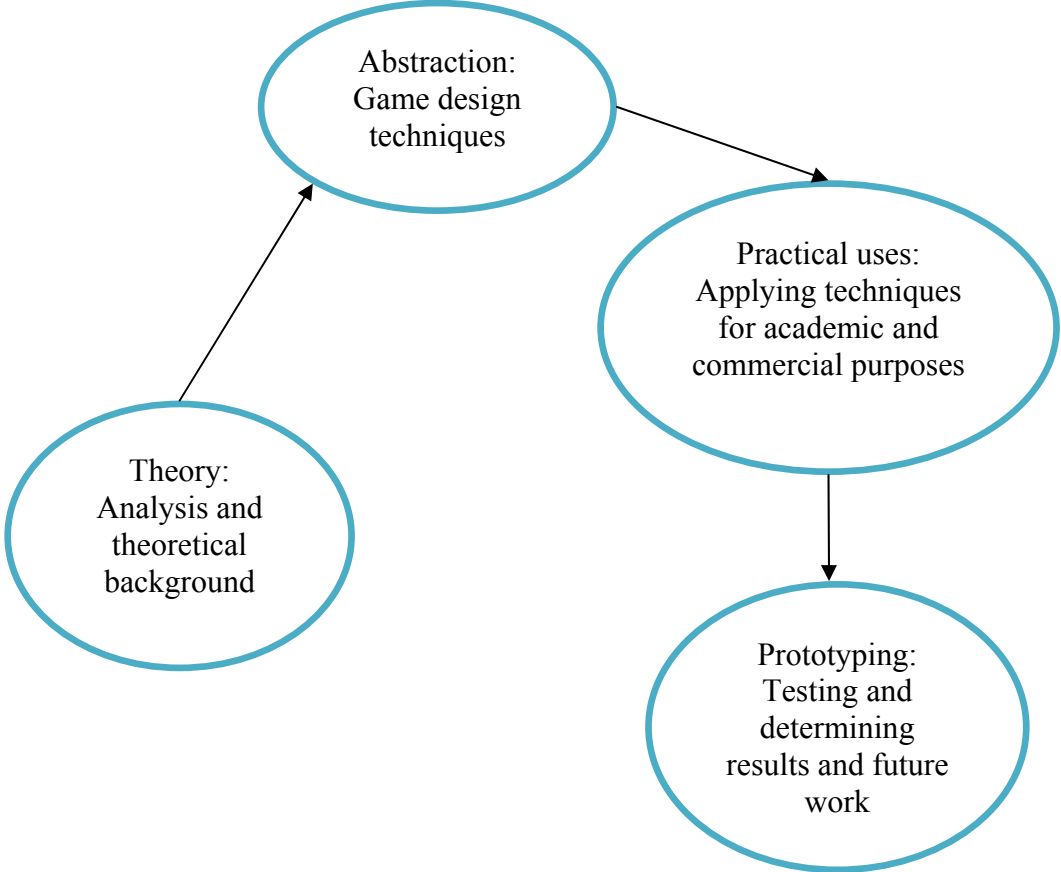 Abstraction:
Game design
techniques
Practical uses:
Applying techniques
for academic and
commercial purposes
Theory:
Analysis and
theoretical
background
Prototyping:
Testing and
determining
results and future
work